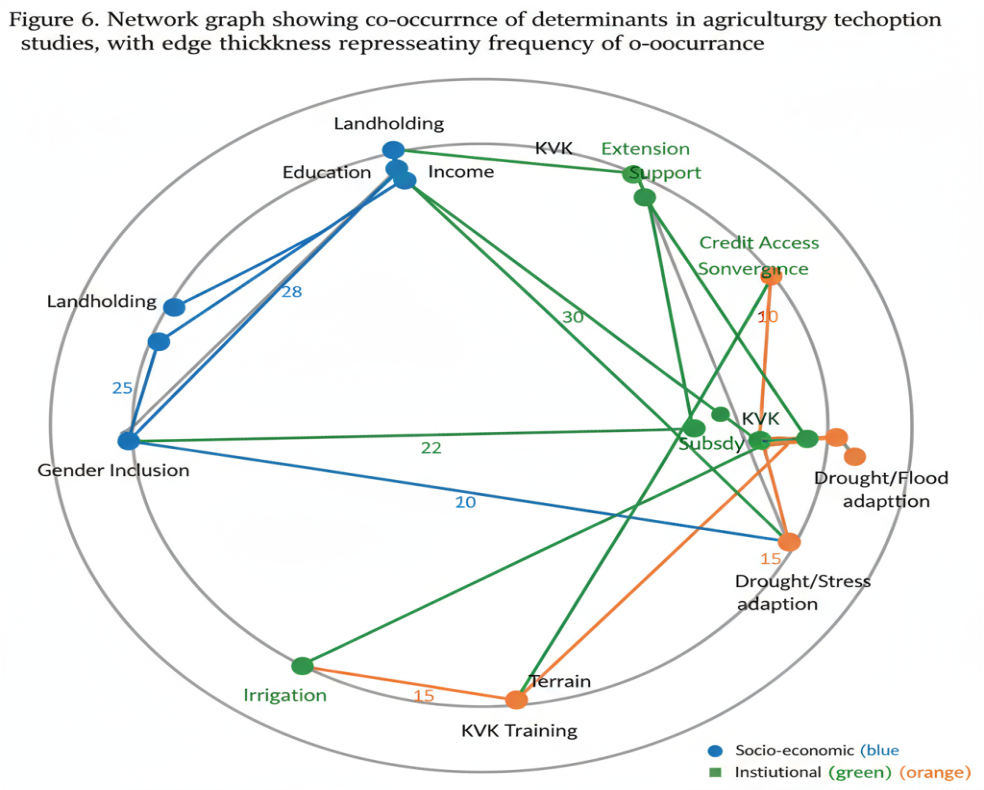 Figure 6. Network graph showing co-occurrnce of determinants in agriculturgy techoption
studies, with edge thickkness represseatiny frequency of o-oocurrance
Landholding
KVK
Extension
Education
Income
Support
Credit Access
Sonvergince
Landholding
28
30
10
25
KVK
Subsdy
22
Gender Inclusion
Drought/Flood
adapttion
20
15
Drought/Stress
adaption
Terrain
Irrigation
15
KVK Training
Socio-economic (blue
Instiutional (green) (orange)